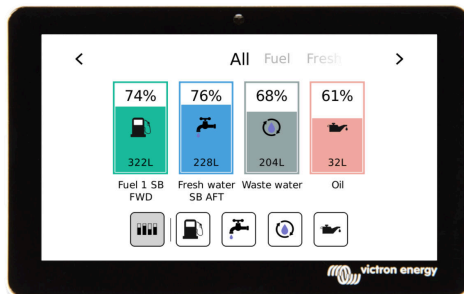 All Fuel Fresh
74% 76% 68% 61%
322L 228L 204L 32L
Fuel 1 SB Fresh water Waste water Oil
FWD SB AFT
victron energy